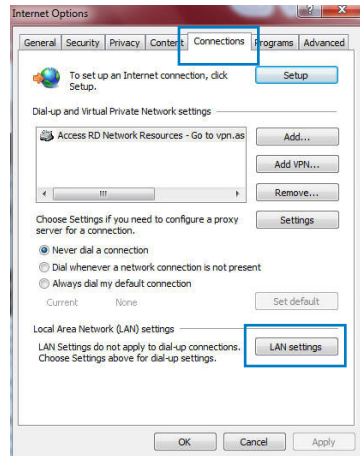 Internet Options
General Security Privacy Content Connections Programs Advanced
To set up an Internet connection, click
Setup.
Setup
Dial-up and Virtual Private Network settings
Access RD Network Resources - Go to vpn.as
Add...
Add VPN...
Remove...
Choose Settings if you need to configure a proxy
server for a connection.
Settings
Never dial a connection
Dial whenever a network connection is not present
Always dial my default connection
Current None
Set default
Local Area Network (LAN) settings
LAN Settings do not apply to dial-up connections.
Choose Settings above for dial-up settings.
LAN settings
OK Cancel Apply